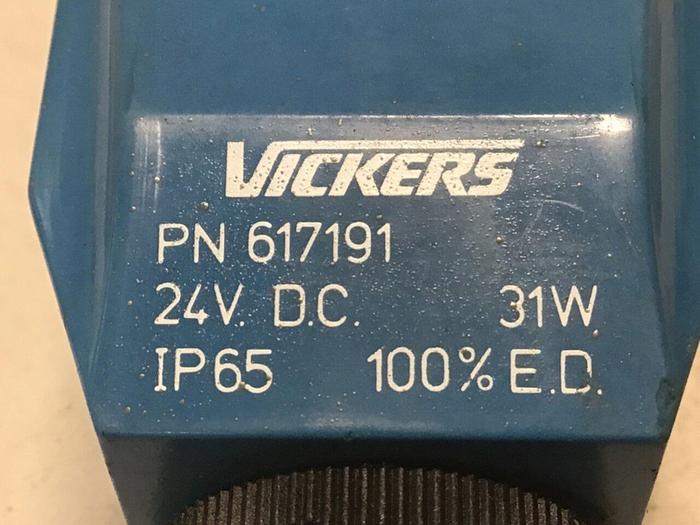 VICKERS
PN 617191
24V. D.C. 31W
IP65 100% E.D.